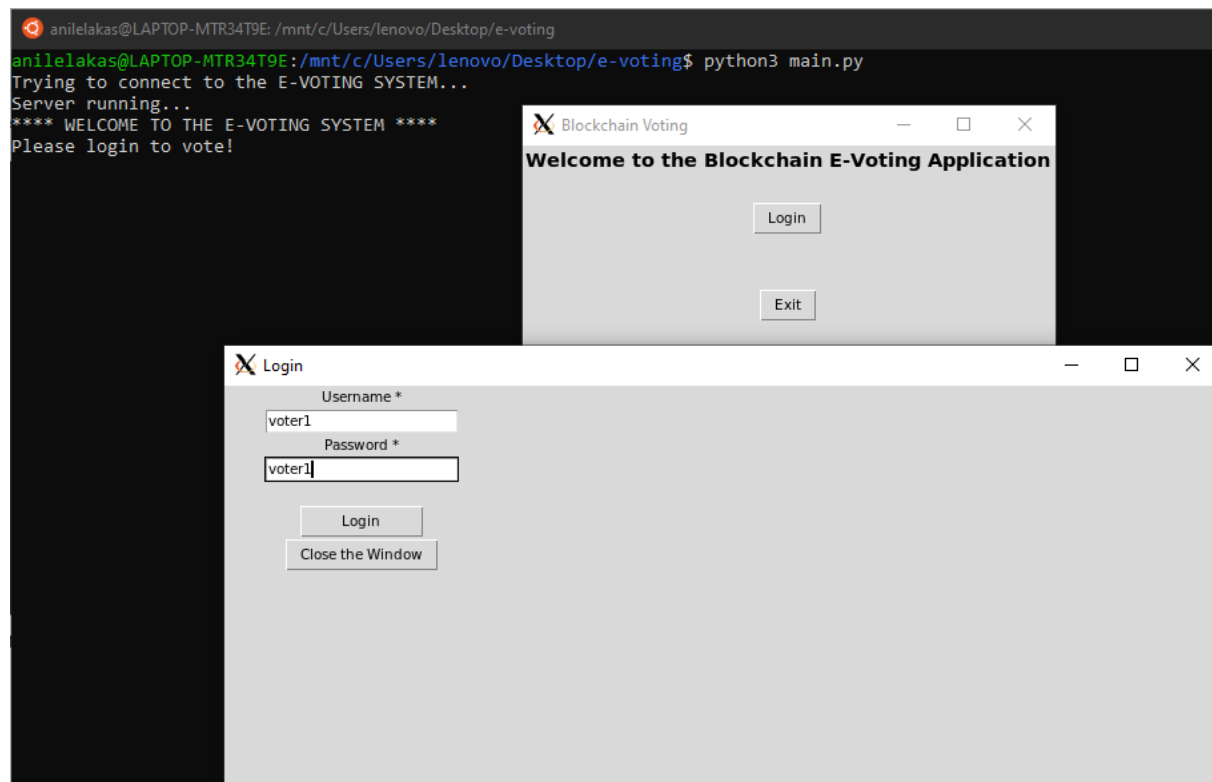 anilelakas@LAPTOP-MTR34T9E: /mnt/c/Users/lenovo/Desktop/e-voting
anilelakas@LAPTOP-MTR34T9E:/mnt/c/Users/lenovo/Desktop/e-voting$ python3 main.py
Trying to connect to the E-VOTING SYSTEM...
Server running...
**** WELCOME TO THE E-VOTING SYSTEM ****
Please login to vote!
Blockchain Voting
Welcome to the Blockchain E-Voting Application
Login
Exit
Login
Username *
voter1
Password *
voter1
Login
Close the Window